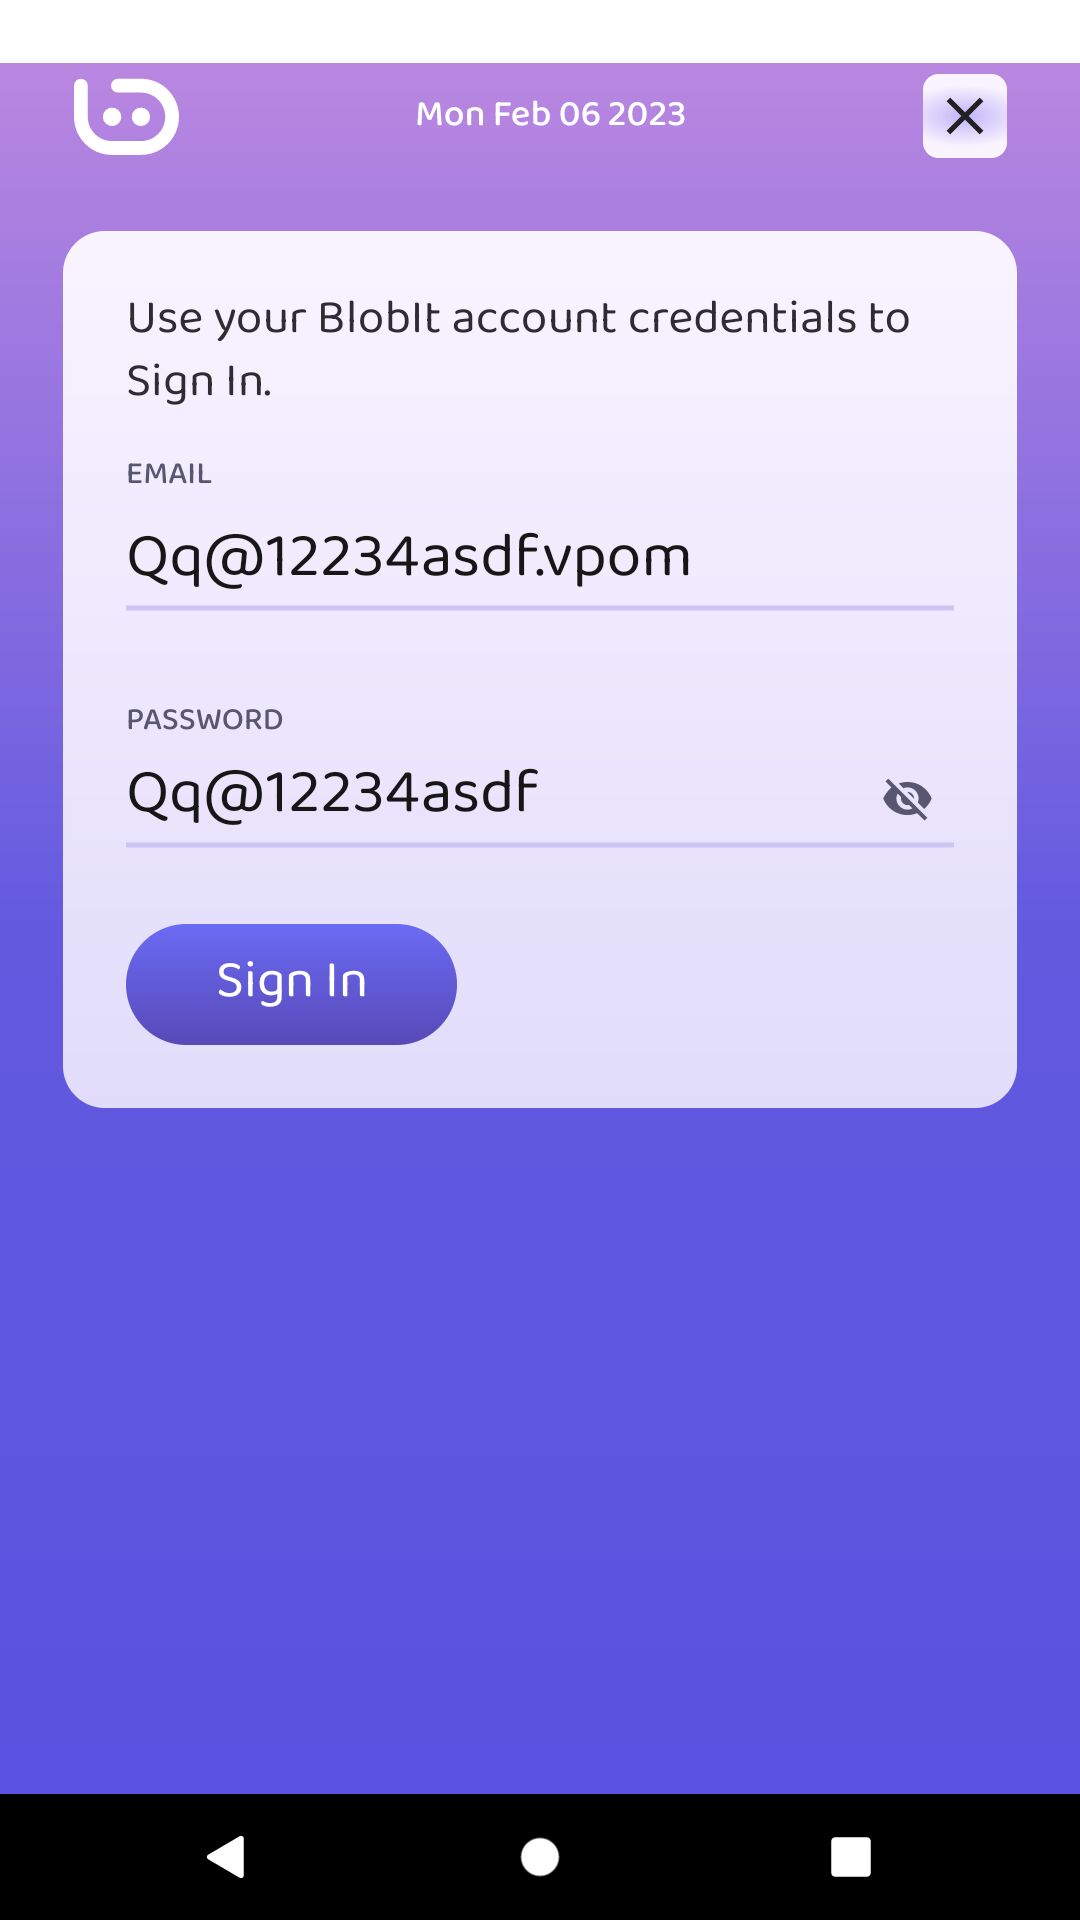 Mon Feb 06 2023
Use your BlobIt account credentials to
Sign In.
EMAIL
Qq@12234asdf.vpom
PASSWORD
Qq@12234asdf
Sign In